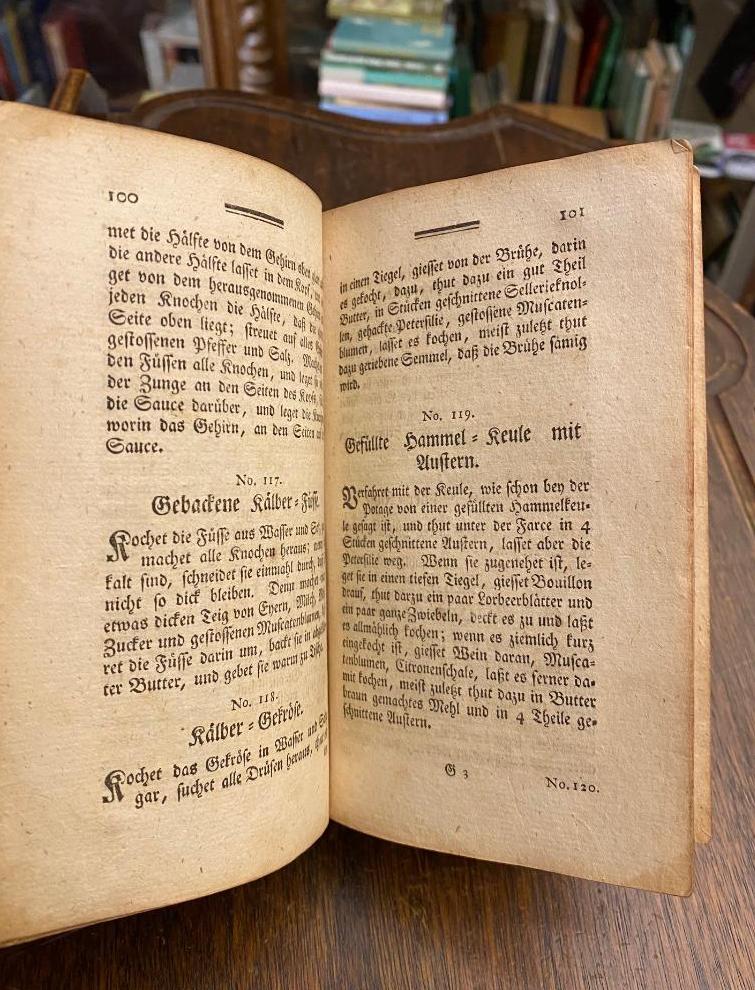 100
met die Hälfte von dem Gehirn oben
die andere Hälfte lasset in dem Kopf,
get von dem herausgenommenen
jeden Knochen die Hälfte, daß die
Seite oben liegt; streuet auf alles
gestossenen Pfeffer und Salz.
den Füssen alle Knochen, und leget sie
der Zunge an den Seiten des
die Sauce darüber, und leget die
worin das Gehirn, an den Seiten
Sauce.
No. 117.
Gebackene Kälber-Füsse.
Kochet die Füsse aus Wasser und
machet alle Knochen heraus;
kalt sind, schneidet sie einmahl durch,
nicht so dick bleiben. Denn machet
etwas dicken Teig von Eyern, Milch,
Zucker und gestossenen Muscatenblumen,
ret die Füsse darin um, backt sie in
ter Butter, und gebet sie warm zu
No. 118.
Kälber-Gekröse.
Kochet das Gekröse in Wasser und
gar, suchet alle Drüsen heraus,
101
in einen Tiegel, giesset von der Brühe, darin
es gekocht, dazu, thut dazu ein gut Theil
Butter, in Stücken geschnittene Sellerieknol-
len, gehackte Petersilie, gestossene Muscaten-
blumen, lasset es kochen, meist zuletzt thut
dazu geriebene Semmel, daß die Brühe sämig
wird.
No. 119.
Gefüllte Hammel-Keule mit
Austern.
Verfahret mit der Keule, wie schon bey der
Potage von einer gefüllten Hammelkeu-
le gesagt ist, und thut unter der Farce in 4
Stücken geschnittene Austern, lasset aber die
Petersilie weg. Wenn sie zugenehet ist, le-
get sie in einen tiefen Tiegel, giesset Bouillon
drauf, thut darzu ein paar Lorbeerblätter und
ein paar ganze Zwiebeln, deckt es zu und laßt
es allmählich kochen; wenn es ziemlich kurz
eingekocht ist, giesset Wein daran, Musca-
tenblumen, Citronenschale, laßt es ferner da-
mit kochen, meist zuletzt thut dazu in Butter
braun gemachtes Mehl und in 4 Theile ge-
schnittene Austern.
G 3
No. 120.